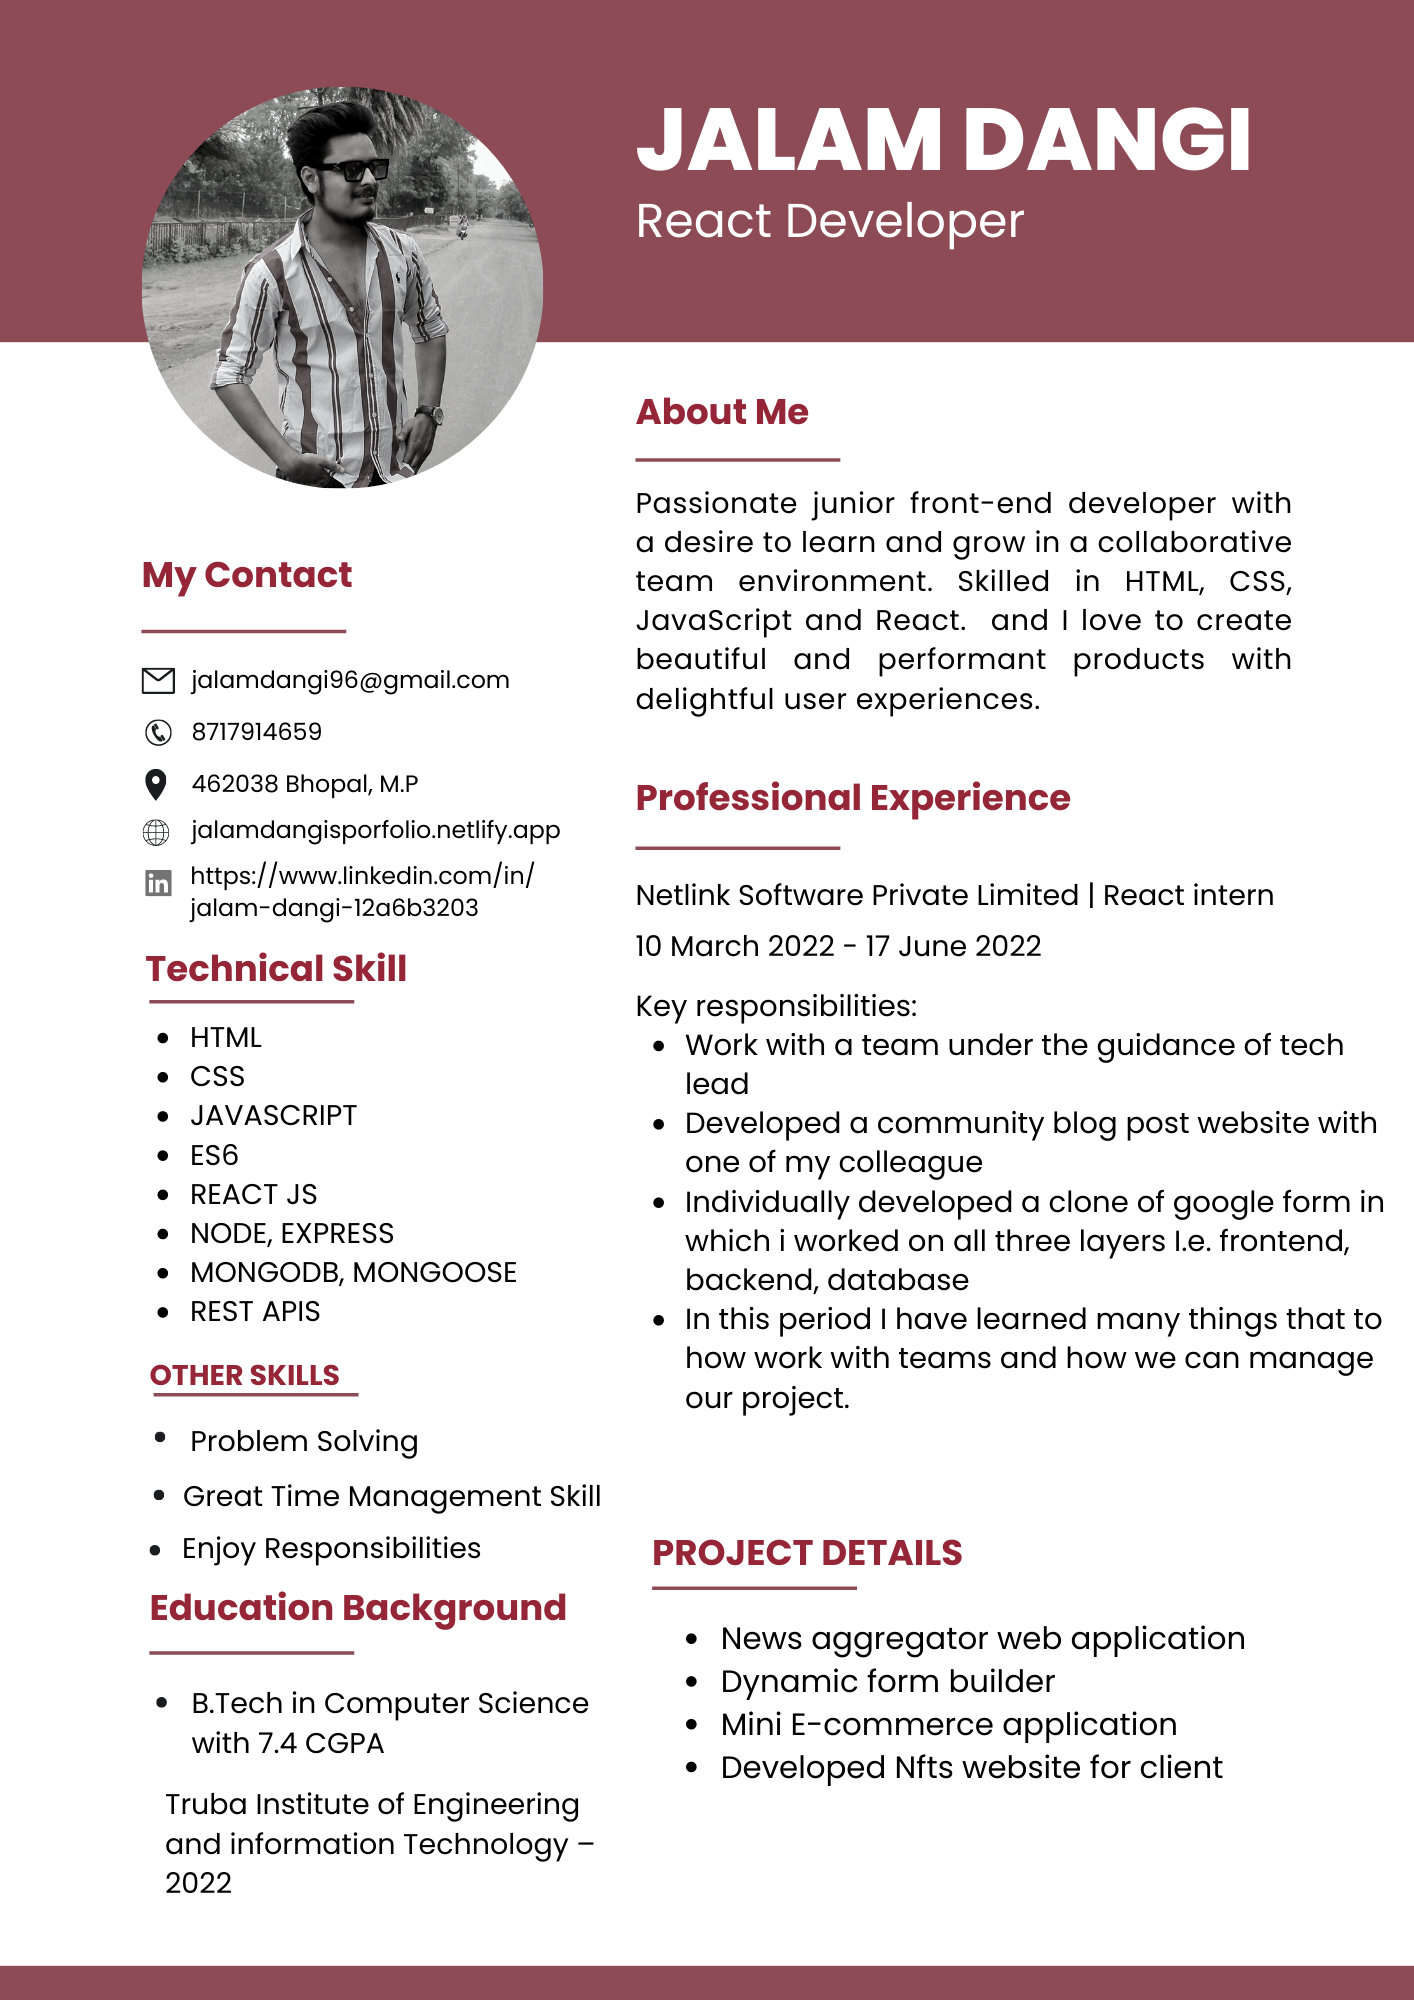 JALAM DANGI
React Developer
My Contact
jalamdangi96@gmail.com
8717914659
462038 Bhopal, M.P
jalamdangisporfolio.netlify.app
https://www.linkedin.com/in/
jalam-dangi-12a6b3203
Technical Skill
• HTML
• CSS
• JAVASCRIPT
• ES6
• REACT JS
• NODE, EXPRESS
• MONGODB, MONGOOSE
• REST APIS
OTHER SKILLS
• Problem Solving
• Great Time Management Skill
• Enjoy Responsibilities
Education Background
• B.Tech in Computer Science
with 7.4 CGPA
Truba Institute of Engineering
and information Technology –
2022
About Me
Passionate junior front-end developer with
a desire to learn and grow in a collaborative
team environment. Skilled in HTML, CSS,
JavaScript and React.  and I love to create
beautiful and performant products with
delightful user experiences.
Professional Experience
Netlink Software Private Limited | React intern
10 March 2022 - 17 June 2022
Key responsibilities:
• Work with a team under the guidance of tech
lead
• Developed a community blog post website with
one of my colleague
• Individually developed a clone of google form in
which i worked on all three layers I.e. frontend,
backend, database
• In this period I have learned many things that to
how work with teams and how we can manage
our project.
PROJECT DETAILS
• News aggregator web application
• Dynamic form builder
• Mini E-commerce application
• Developed Nfts website for client